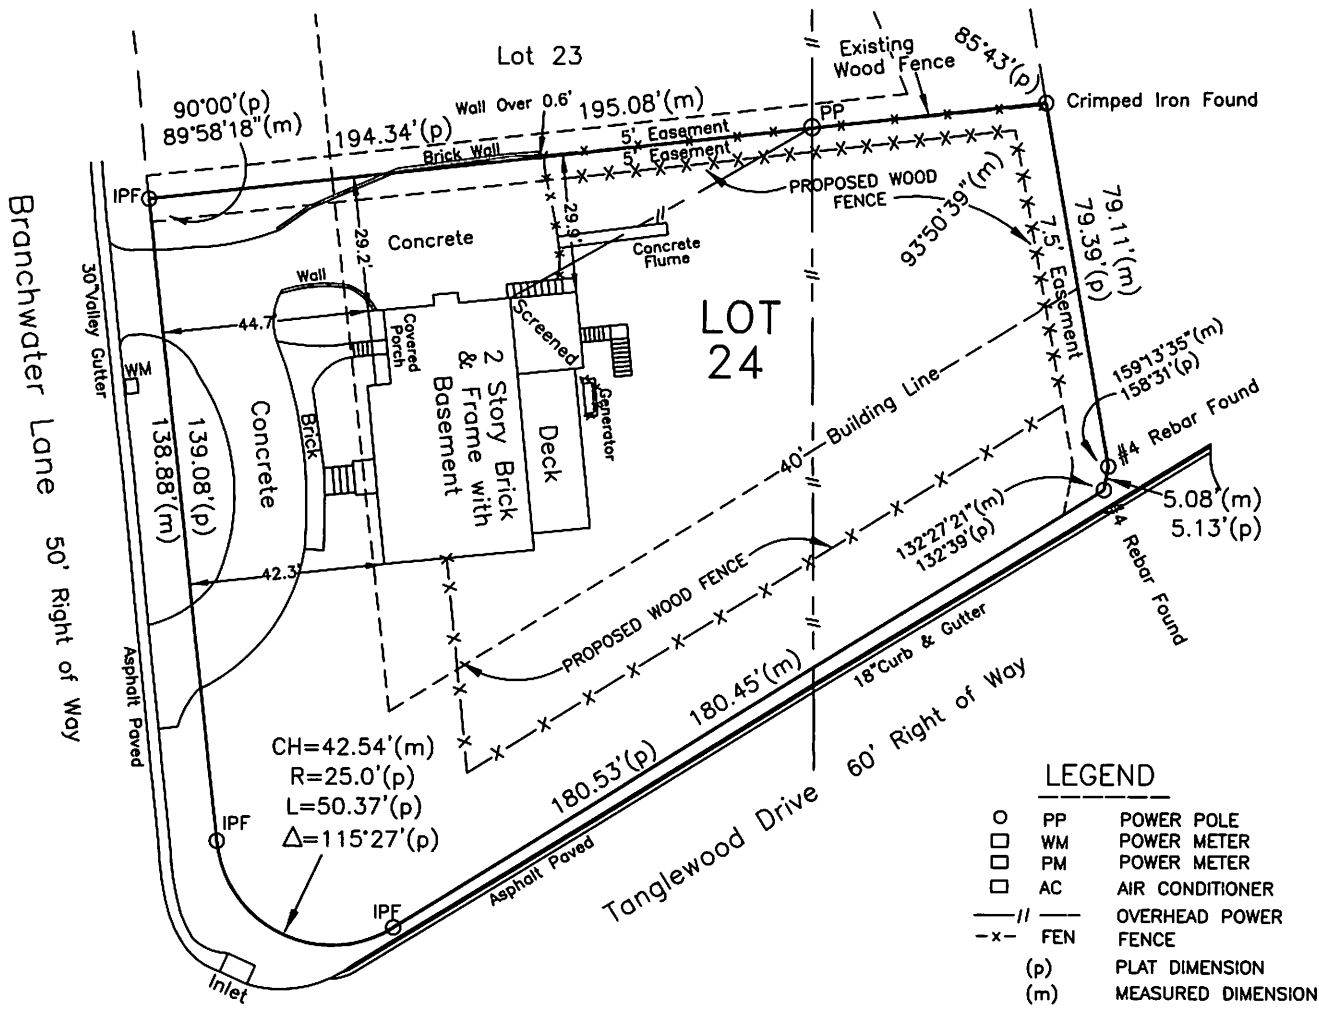 Lot 23
Existing
Wood Fence
85°43'(p)
Crimped Iron Found
90°00'(p)
89°58'18"(m)
194.34'(p)
Wall Over 0.6'
195.08'(m)
PP
5' Easement
5' Easement
Brick Wall
IPF
PROPOSED WOOD
FENCE
93°50'39"(m)
79.11'(m)
79.39'(p)
7.5' Easement
Branchwater Lane 50' Right of Way
30"Valley Gutter
Concrete
29.2'
29.9'
Concrete
Flume
Wall
44.7'
Covered
Porch
Screened
LOT
24
WM
139.08'(p)
138.88'(m)
Concrete
Brick
2 Story Brick
& Frame with
Basement
Deck
Generator
40' Building Line
159°13'35"(m)
158°31'(p)
#4 Rebar Found
5.08'(m)
5.13'(p)
#4 Rebar Found
132°27'21"(m)
132°39'(p)
42.3'
PROPOSED WOOD FENCE
Asphalt Paved
180.45'(m)
180.53'(p)
18"Curb & Gutter
Tanglewood Drive 60' Right of Way
Asphalt Paved
CH=42.54'(m)
R=25.0'(p)
L=50.37'(p)
Δ=115°27'(p)
IPF
IPF
Inlet
LEGEND
PP POWER POLE
WM POWER METER
PM POWER METER
AC AIR CONDITIONER
OVERHEAD POWER
FEN FENCE
(p) PLAT DIMENSION
(m) MEASURED DIMENSION